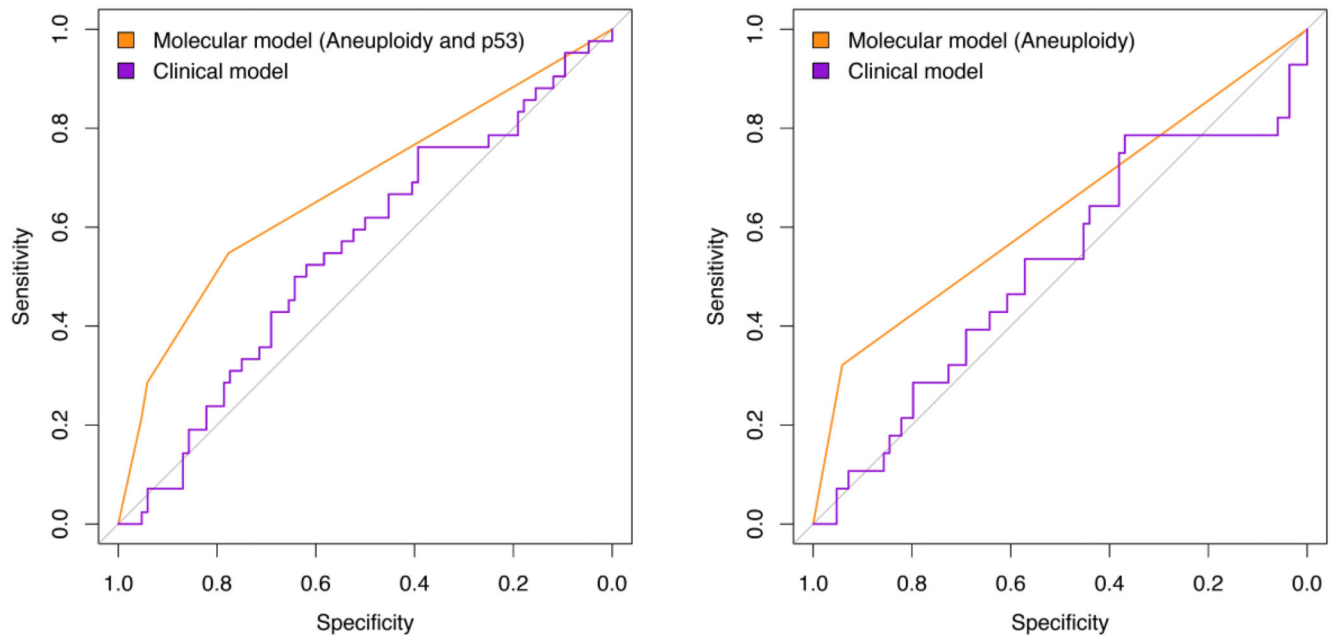 Molecular model (Aneuploidy and p53)
Clinical model
1.0
0.8
0.6
0.4
0.2
0.0
Sensitivity
1.0 0.8 0.6 0.4 0.2 0.0
Specificity
Molecular model (Aneuploidy)
Clinical model
1.0
0.8
0.6
0.4
0.2
0.0
Sensitivity
1.0 0.8 0.6 0.4 0.2 0.0
Specificity